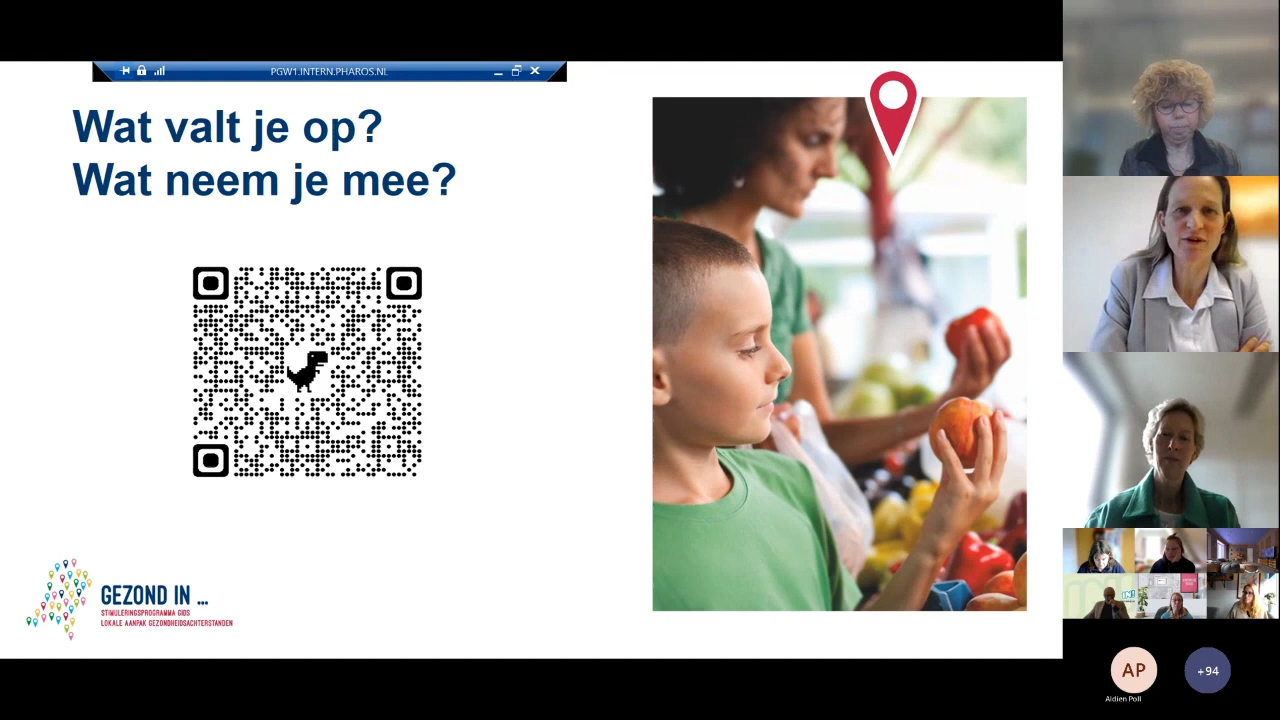 PGW1.INTERN.PHAROS.NL
Wat valt je op?
Wat neem je mee?
GEZOND IN ...
STIMULERINGSPROGRAMMA GIDS
LOKALE AANPAK GEZONDHEIDSACHTERSTANDEN
AP
+94
Aldien Poll